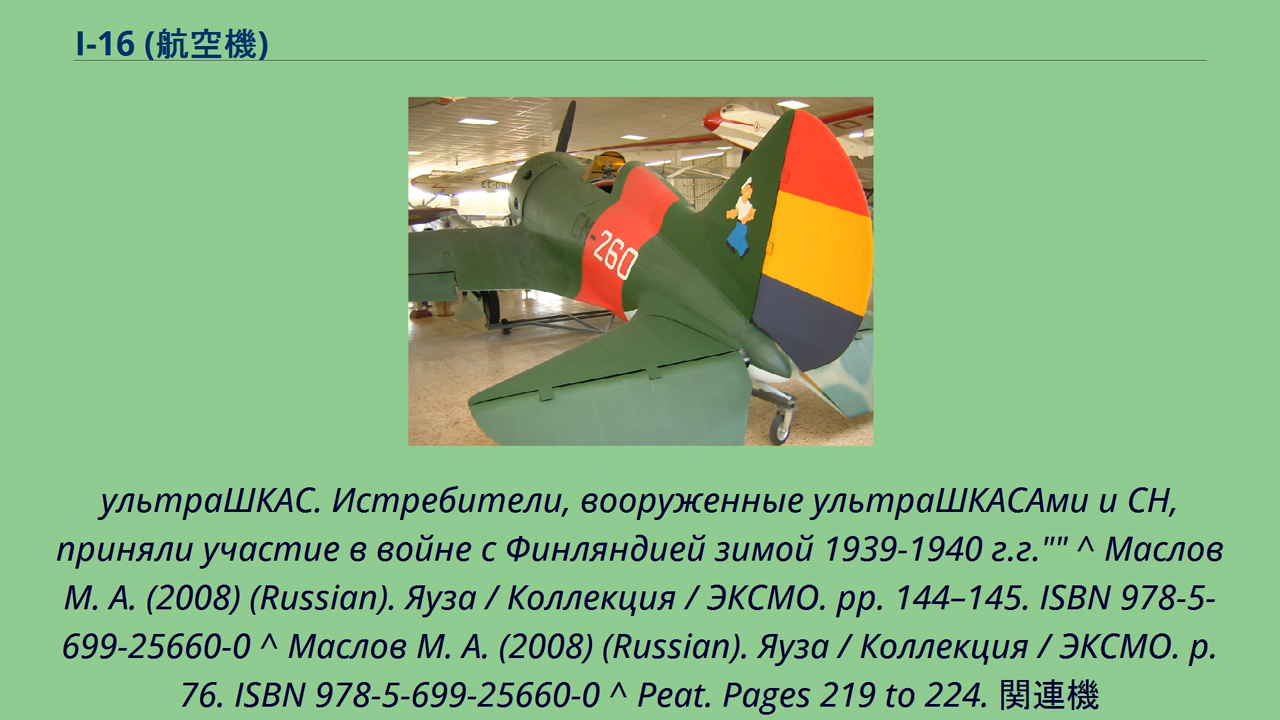 I-16 (航空機)
CM-260
ультраШКАС. Истребители, вооруженные ультраШКАСАми и СН,
приняли участие в войне с Финляндией зимой 1939-1940 г.г."" ^ Маслов
М. А. (2008) (Russian). Яуза / Коллекция / ЭКСМО. pp. 144–145. ISBN 978-5-
699-25660-0 ^ Маслов М. А. (2008) (Russian). Яуза / Коллекция / ЭКСМО. p.
76. ISBN 978-5-699-25660-0 ^ Peat. Pages 219 to 224. 関連機